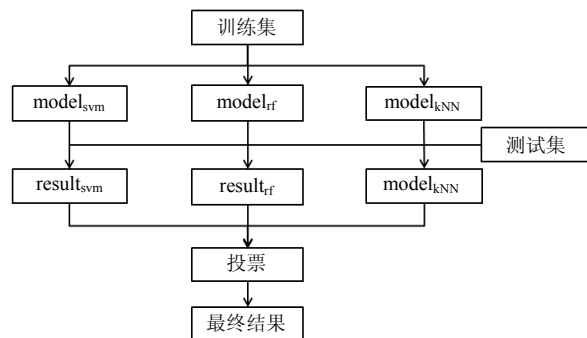 训练集
model_svm
model_rf
model_kNN
测试集
result_svm
result_rf
model_kNN
投票
最终结果